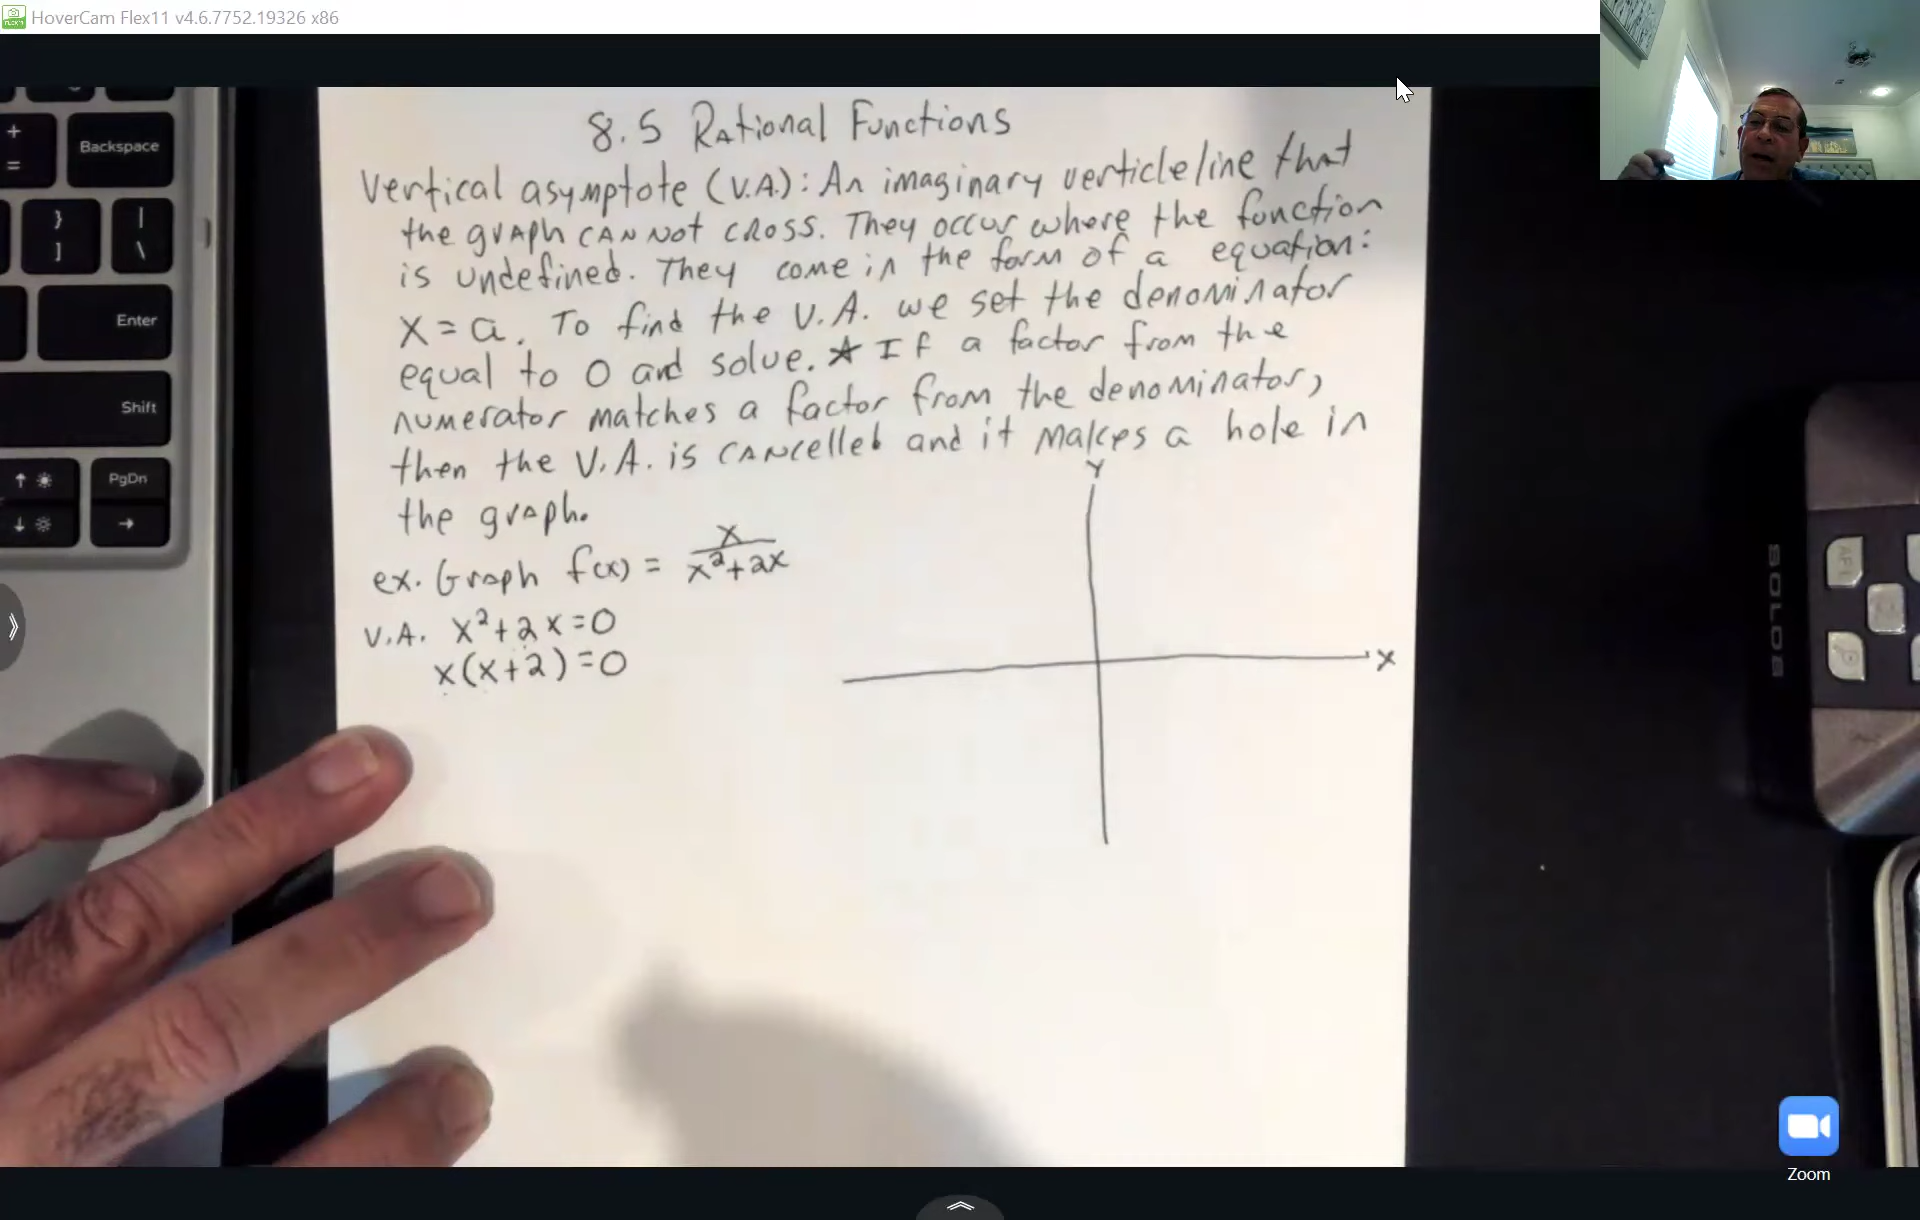 HoverCam Flex11 v4.6.7752.19326 x86
8.5 Rational Functions
Vertical asymptote (V.A.): An imaginary verticle line that
the graph cannot cross. They occur where the function
is undefined. They come in the form of a equation:
x = a. To find the V.A. we set the denominator
equal to 0 and solve. ★ If a factor from the
numerator matches a factor from the denominator,
then the V.A. is cancelled and it makes a hole in
the graph.
ex. Graph f(x) = x / x²+2x
V.A. x²+2x=0
x(x+2)=0
Y
X
+
=
Backspace
}
]
|
\
Enter
Shift
↑
PgDn
↓
→
SOLDB
Zoom